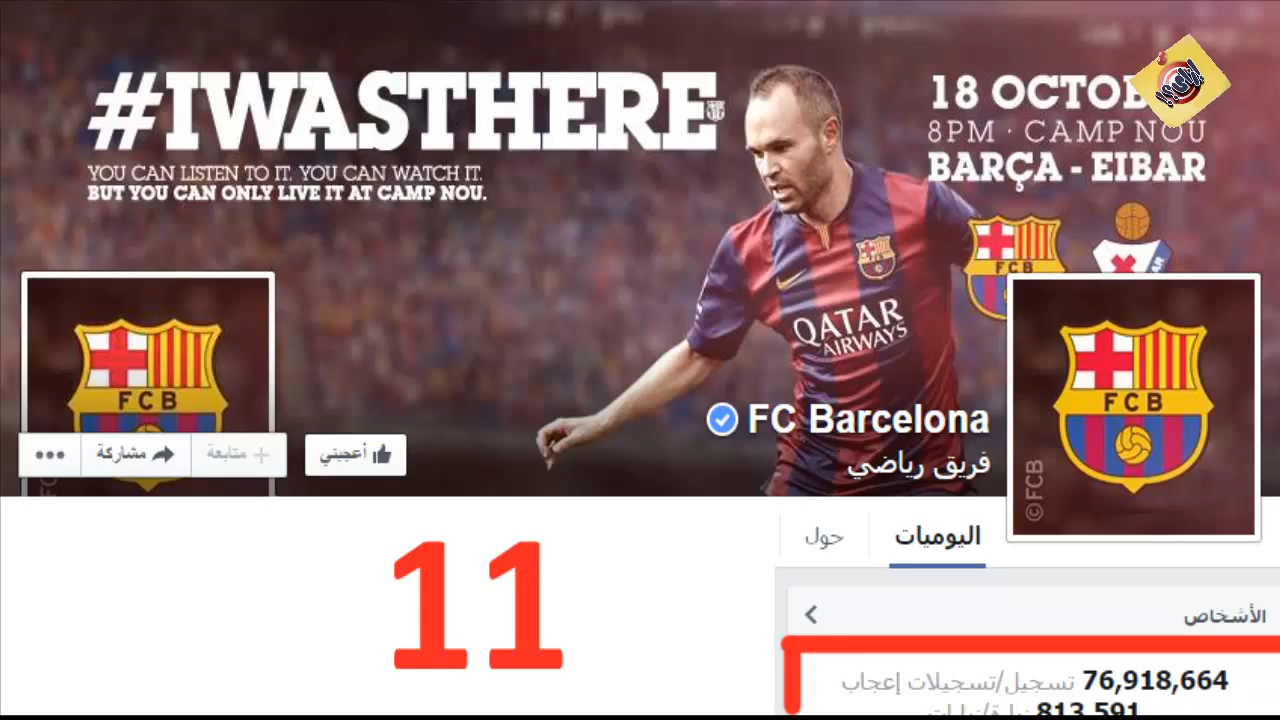 #IWASTHERE
YOU CAN LISTEN TO IT. YOU CAN WATCH IT.
BUT YOU CAN ONLY LIVE IT AT CAMP NOU.
18 OCTOB
8PM · CAMP NOU
BARÇA - EIBAR
FCB
QATAR
AIRWAYS
FCB
FC Barcelona
فريق رياضي
أعجبني
متابعة
مشاركة
FCB
©FCB
اليوميات
حول
11
الأشخاص
76,918,664 تسجيل/تسجيلات إعجاب
813,591